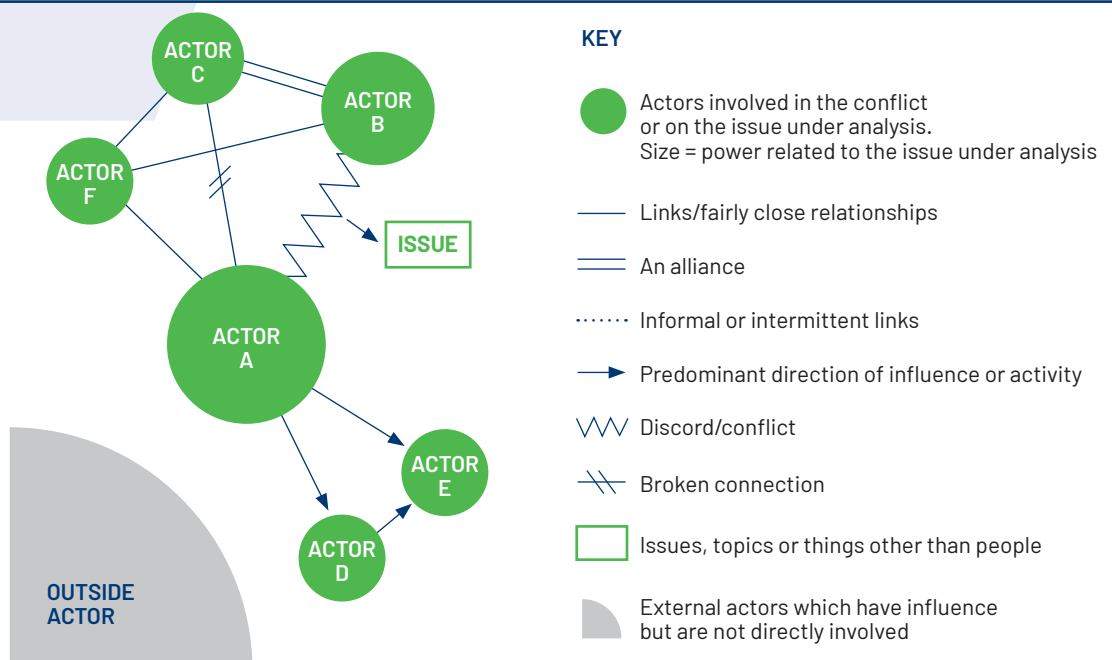 ACTOR
C
ACTOR
B
ACTOR
F
ISSUE
ACTOR
A
ACTOR
E
ACTOR
D
OUTSIDE
ACTOR
KEY
Actors involved in the conflict
or on the issue under analysis.
Size = power related to the issue under analysis
Links/fairly close relationships
An alliance
Informal or intermittent links
Predominant direction of influence or activity
Discord/conflict
Broken connection
Issues, topics or things other than people
External actors which have influence
but are not directly involved